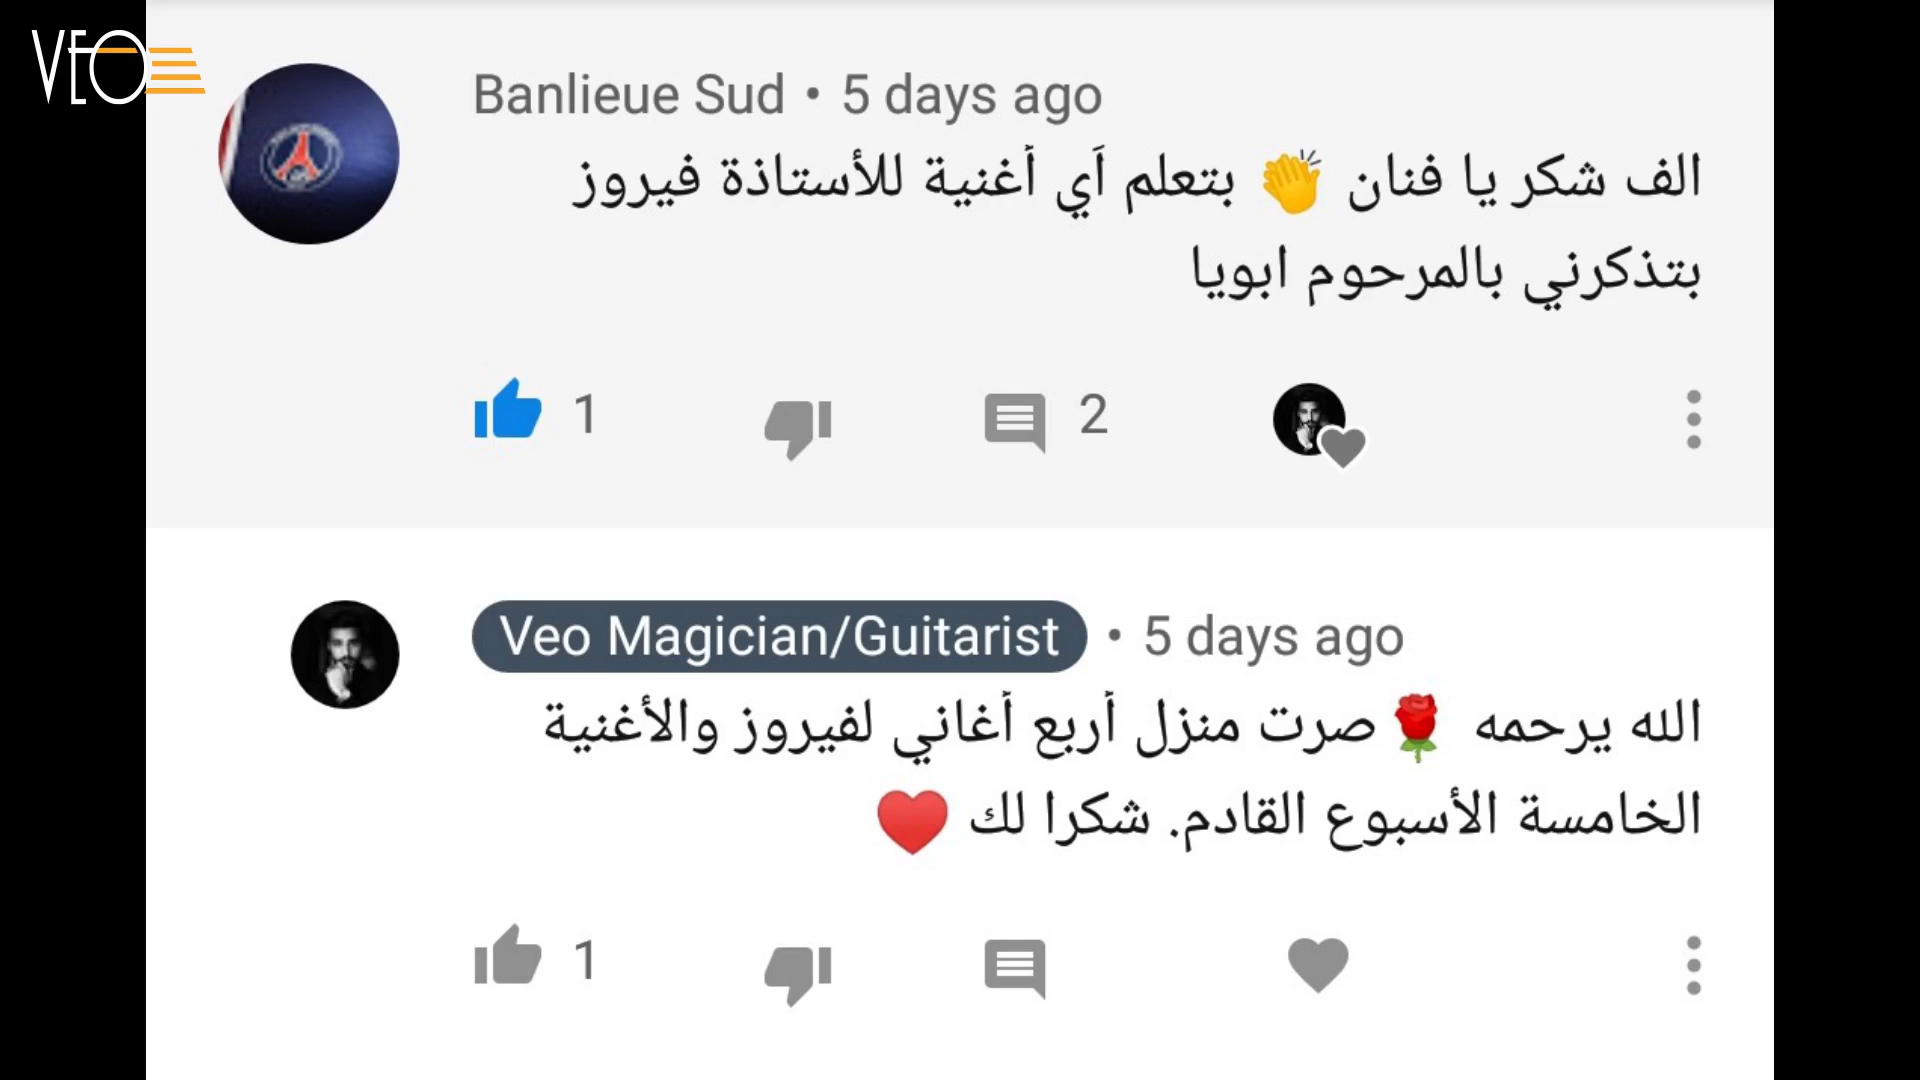 VEO
Banlieue Sud • 5 days ago
الف شكر يا فنان 👏 بتعلم آي أغنية للأستاذة فيروز
بتذكرني بالمرحوم ابويا
1
2
Veo Magician/Guitarist • 5 days ago
الله يرحمه 🌹 صرت منزل أربع أغاني لفيروز والأغنية
الخامسة الأسبوع القادم. شكرا لك ❤️
1